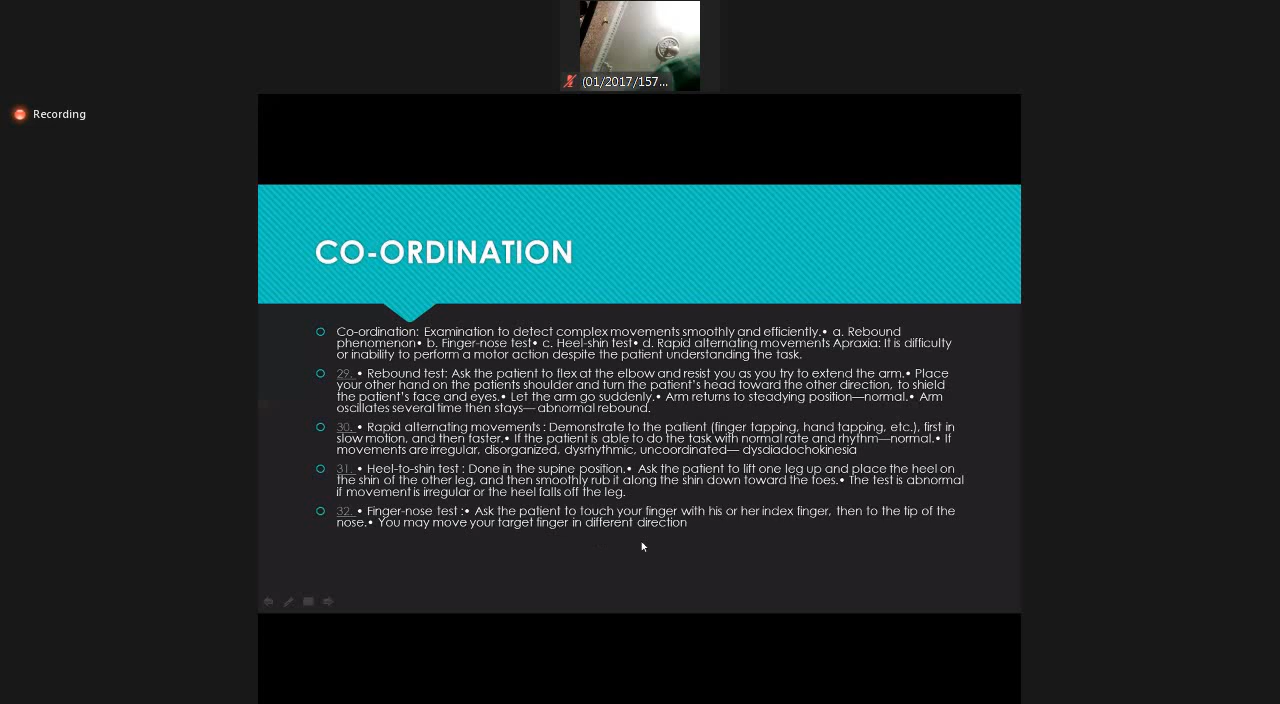 (01/2017/157...
Recording
CO-ORDINATION
Co-ordination: Examination to detect complex movements smoothly and efficiently.• a. Rebound
phenomenon• b. Finger-nose test• c. Heel-shin test• d. Rapid alternating movements Apraxia: It is difficulty
or inability to perform a motor action despite the patient understanding the task.
29. • Rebound test: Ask the patient to flex at the elbow and resist you as you try to extend the arm.• Place
your other hand on the patients shoulder and turn the patient's head toward the other direction, to shield
the patient's face and eyes.• Let the arm go suddenly.• Arm returns to steadying position—normal.• Arm
oscillates several time then stays— abnormal rebound.
30. • Rapid alternating movements : Demonstrate to the patient (finger tapping, hand tapping, etc.), first in
slow motion, and then faster.• If the patient is able to do the task with normal rate and rhythm—normal.• If
movements are irregular, disorganized, dysrhythmic, uncoordinated— dysdiadochokinesia
31. • Heel-to-shin test : Done in the supine position.• Ask the patient to lift one leg up and place the heel on
the shin of the other leg, and then smoothly rub it along the shin down toward the toes.• The test is abnormal
if movement is irregular or the heel falls off the leg.
32. • Finger-nose test :• Ask the patient to touch your finger with his or her index finger, then to the tip of the
nose.• You may move your target finger in different direction